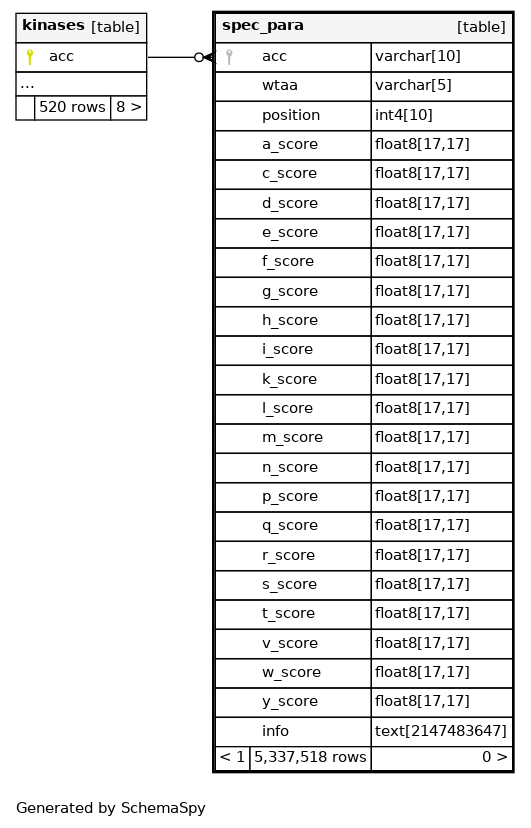 kinases [table]
acc
...
520 rows 8 >
spec_para [table]
acc varchar[10]
wtaa varchar[5]
position int4[10]
a_score float8[17,17]
c_score float8[17,17]
d_score float8[17,17]
e_score float8[17,17]
f_score float8[17,17]
g_score float8[17,17]
h_score float8[17,17]
i_score float8[17,17]
k_score float8[17,17]
l_score float8[17,17]
m_score float8[17,17]
n_score float8[17,17]
p_score float8[17,17]
q_score float8[17,17]
r_score float8[17,17]
s_score float8[17,17]
t_score float8[17,17]
v_score float8[17,17]
w_score float8[17,17]
y_score float8[17,17]
info text[2147483647]
< 1 5,337,518 rows 0 >
Generated by SchemaSpy